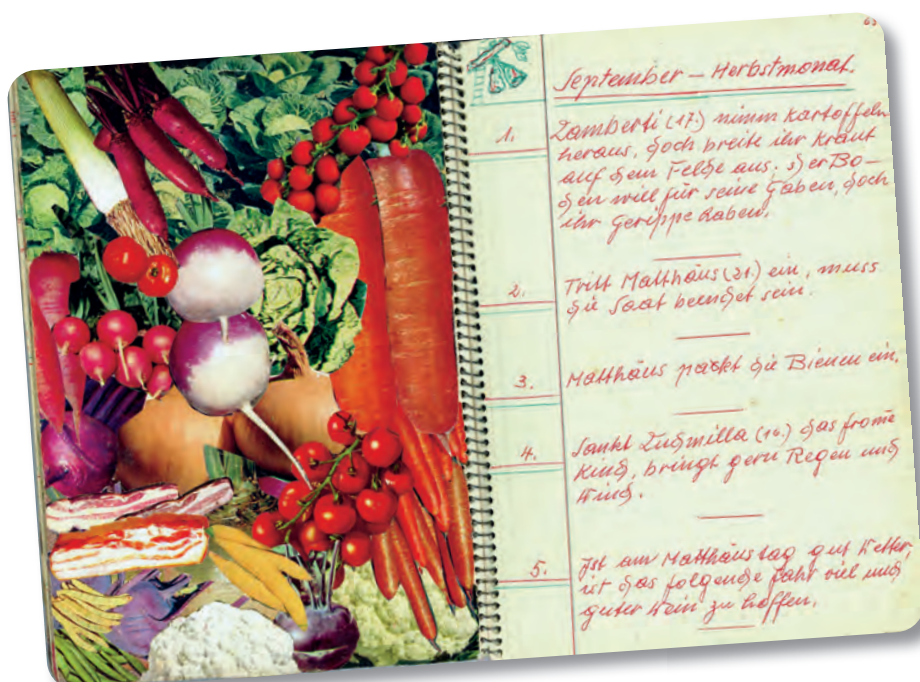 63
September – Herbstmonat.
1.
Lamberti (17.) nimm Kartoffeln
heraus, doch breite ihr Kraut
auf dem Felde aus. der Bo-
den will für seine Gaben, doch
ihr Gerippe haben.
2.
Tritt Matthäus (21.) ein, muss
die Saat beendet sein.
3.
Matthäus packt die Bienen ein.
4.
Sankt Ludmilla (16.) das frome
Kind, bringt gern Regen und
Wind.
5.
Ist am Matthäustag gut Wetter,
ist das folgende Jahr viel und
guter Wein zu hoffen.